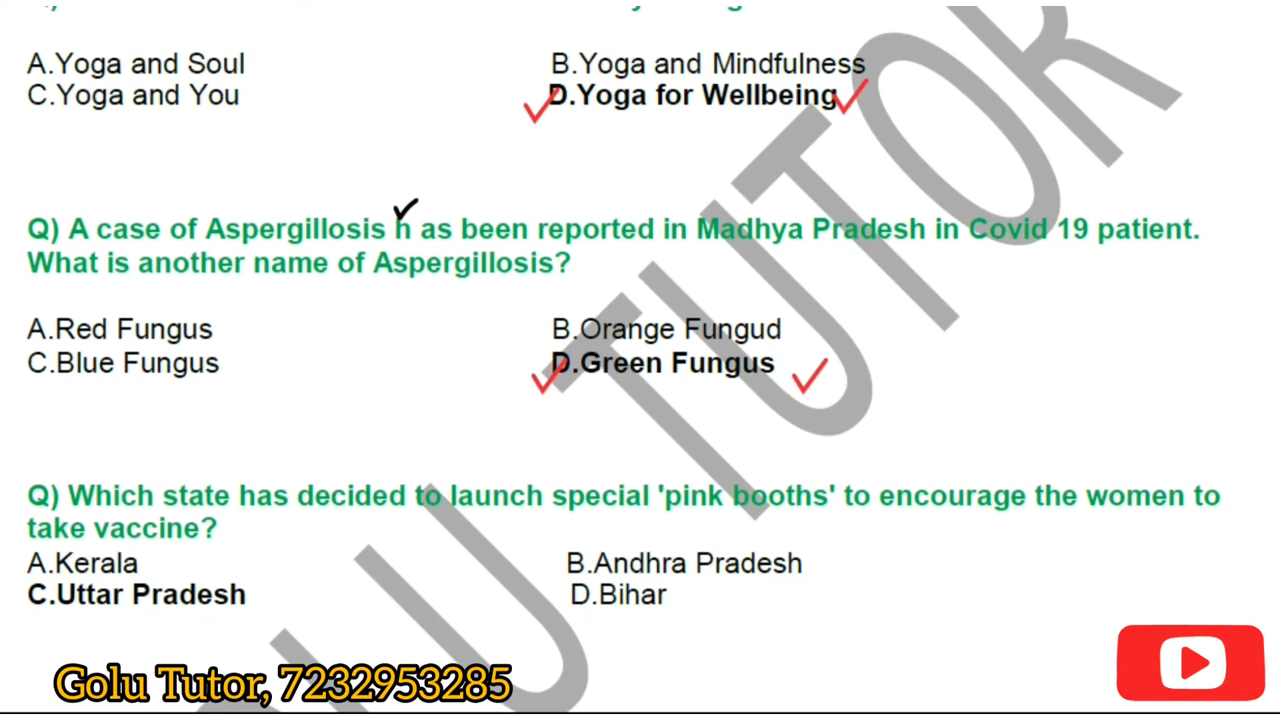 A.Yoga and Soul B.Yoga and Mindfulness
C.Yoga and You D.Yoga for Wellbeing
Q) A case of Aspergillosis h as been reported in Madhya Pradesh in Covid 19 patient.
What is another name of Aspergillosis?
A.Red Fungus B.Orange Fungud
C.Blue Fungus D.Green Fungus
Q) Which state has decided to launch special 'pink booths' to encourage the women to
take vaccine?
A.Kerala B.Andhra Pradesh
C.Uttar Pradesh D.Bihar
Golu Tutor, 7232953285
LU TUTOR